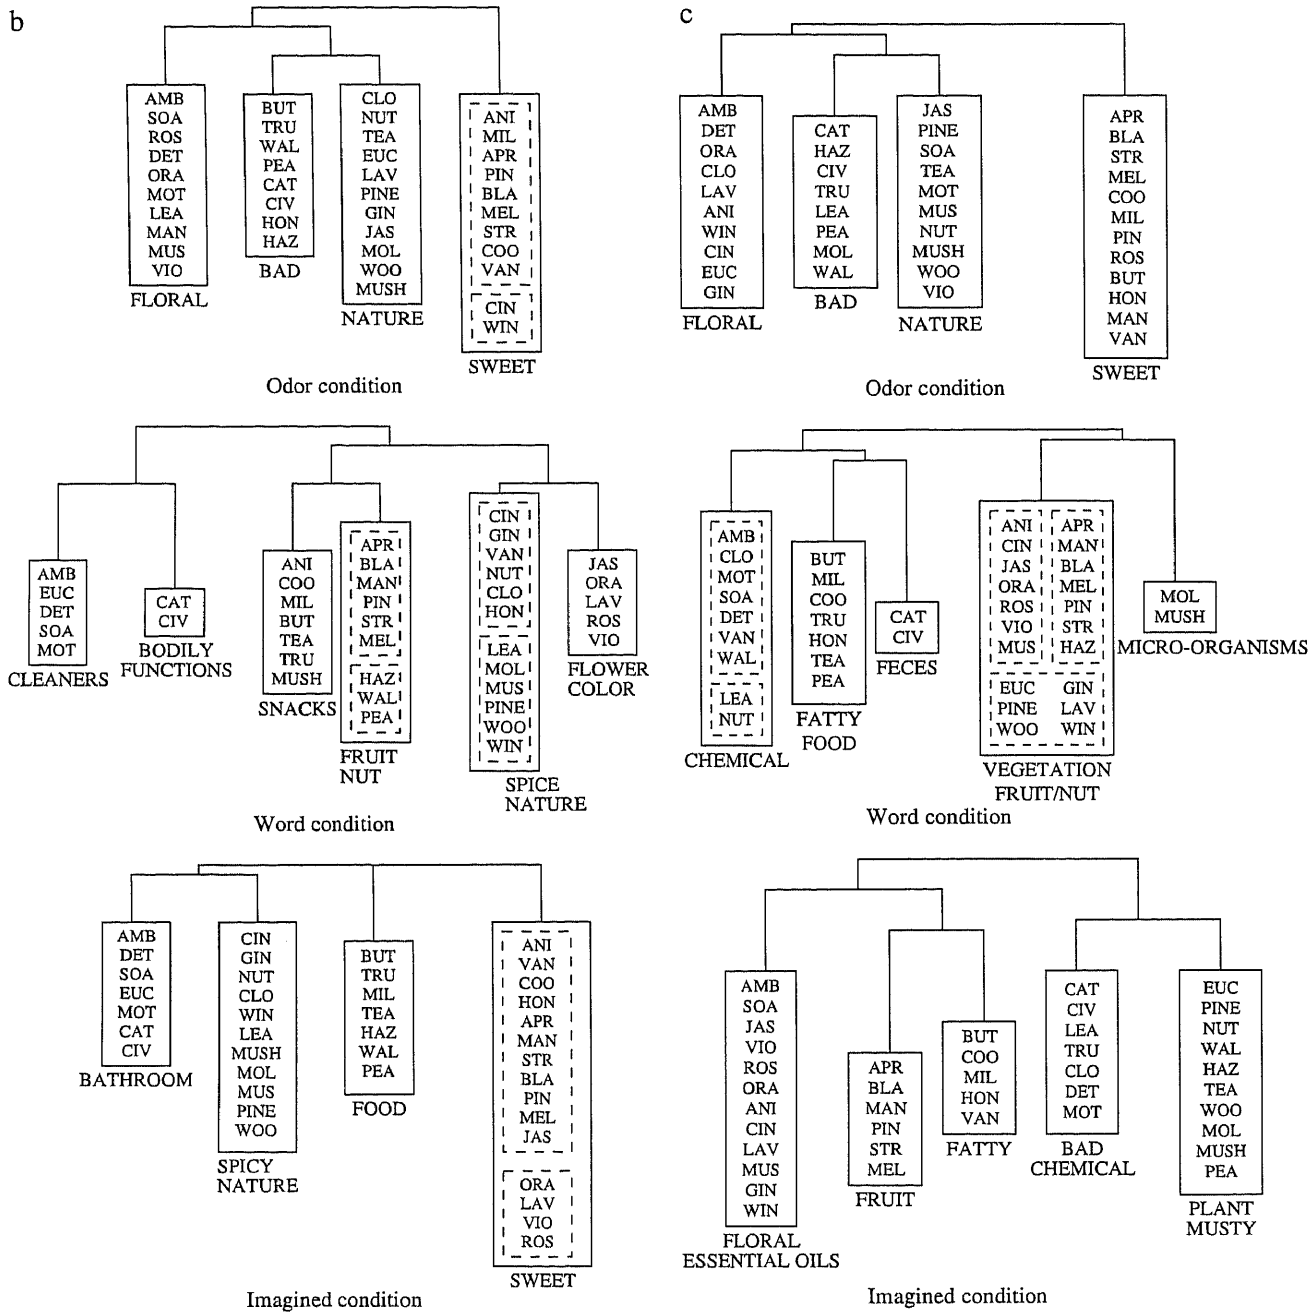 b
AMB
SOA
ROS
DET
ORA
MOT
LEA
MAN
MUS
VIO
FLORAL
BUT
TRU
WAL
PEA
CAT
CIV
HON
HAZ
BAD
CLO
NUT
TEA
EUC
LAV
PINE
GIN
JAS
MOL
WOO
MUSH
NATURE
ANI
MIL
APR
PIN
BLA
MEL
STR
COO
VAN
CIN
WIN
SWEET
Odor condition
CLEANERS
AMB
EUC
DET
SOA
MOT
CAT
CIV
BODILY
FUNCTIONS
ANI
COO
MIL
BUT
TEA
TRU
MUSH
SNACKS
APR
BLA
MAN
PIN
STR
MEL
HAZ
WAL
PEA
FRUIT
NUT
CIN
GIN
VAN
NUT
CLO
HON
LEA
MOL
MUS
PINE
WOO
WIN
SPICE
NATURE
JAS
ORA
LAV
ROS
VIO
FLOWER
COLOR
Word condition
AMB
DET
SOA
EUC
MOT
CAT
CIV
BATHROOM
CIN
GIN
NUT
CLO
WIN
LEA
MUSH
MOL
MUS
PINE
WOO
SPICY
NATURE
BUT
TRU
MIL
TEA
HAZ
WAL
PEA
FOOD
ANI
VAN
COO
HON
APR
MAN
STR
BLA
PIN
MEL
JAS
ORA
LAV
VIO
ROS
SWEET
Imagined condition
c
AMB
DET
ORA
CLO
LAV
ANI
WIN
CIN
EUC
GIN
FLORAL
CAT
HAZ
CIV
TRU
LEA
PEA
MOL
WAL
BAD
JAS
PINE
SOA
TEA
MOT
MUS
NUT
MUSH
WOO
VIO
NATURE
APR
BLA
STR
MEL
COO
MIL
PIN
ROS
BUT
HON
MAN
VAN
SWEET
Odor condition
AMB
CLO
MOT
SOA
DET
VAN
WAL
LEA
NUT
CHEMICAL
BUT
MIL
COO
TRU
HON
TEA
PEA
FATTY
FOOD
CAT
CIV
FECES
ANI
CIN
JAS
ORA
ROS
VIO
MUS
APR
MAN
BLA
MEL
PIN
STR
HAZ
EUC GIN
PINE LAV
WOO WIN
VEGETATION
FRUIT/NUT
MOL
MUSH
MICRO-ORGANISMS
Word condition
AMB
SOA
JAS
VIO
ROS
ORA
ANI
CIN
LAV
MUS
GIN
WIN
FLORAL
ESSENTIAL OILS
APR
BLA
MAN
PIN
STR
MEL
FRUIT
BUT
COO
MIL
HON
VAN
FATTY
CAT
CIV
LEA
TRU
CLO
DET
MOT
BAD
CHEMICAL
EUC
PINE
NUT
WAL
HAZ
TEA
WOO
MOL
MUSH
PEA
PLANT
MUSTY
Imagined condition